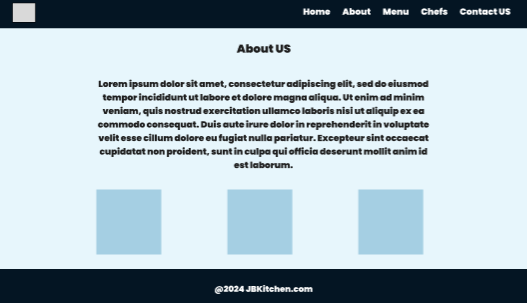 Home About Menu Chefs Contact US
About US
Lorem ipsum dolor sit amet, consectetur adipiscing elit, sed do eiusmod
tempor incididunt ut labore et dolore magna aliqua. Ut enim ad minim
veniam, quis nostrud exercitation ullamco laboris nisi ut aliquip ex ea
commodo consequat. Duis aute irure dolor in reprehenderit in voluptate
velit esse cillum dolore eu fugiat nulla pariatur. Excepteur sint occaecat
cupidatat non proident, sunt in culpa qui officia deserunt mollit anim id
est laborum.
@2024 JBKitchen.com